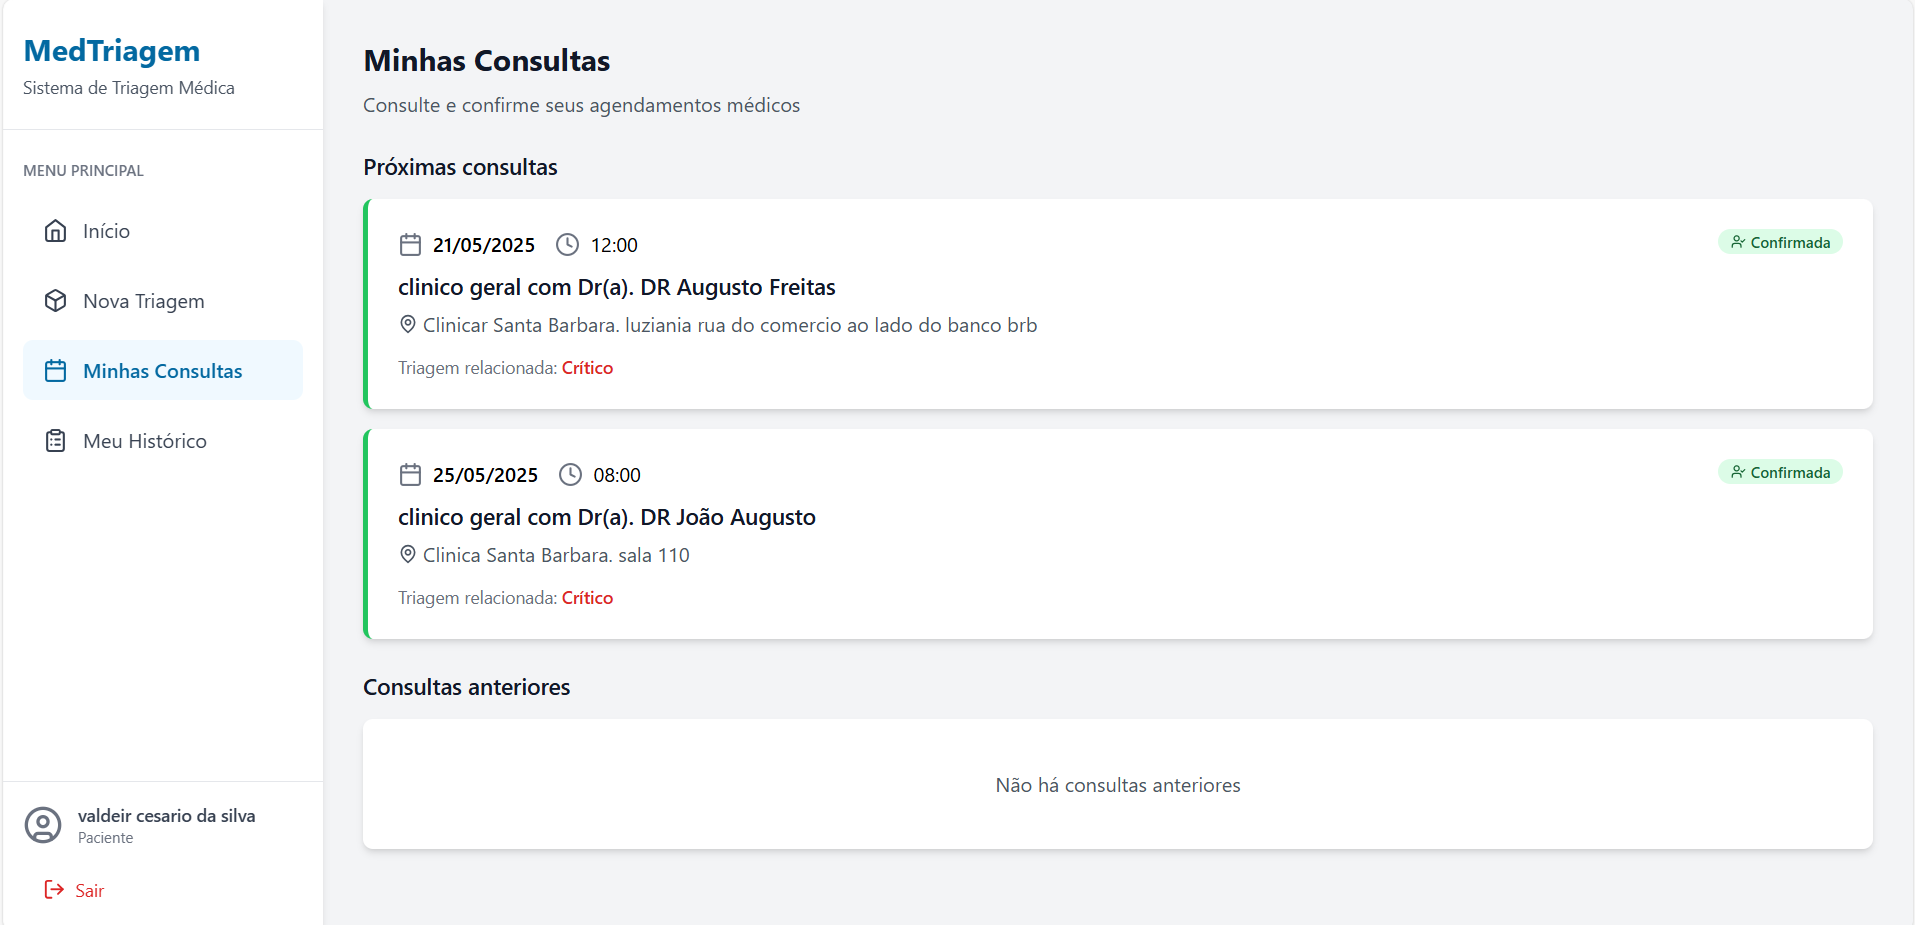 MedTriagem
Sistema de Triagem Médica
MENU PRINCIPAL
Início
Nova Triagem
Minhas Consultas
Meu Histórico
valdeir cesario da silva
Paciente
Sair
Minhas Consultas
Consulte e confirme seus agendamentos médicos
Próximas consultas
21/05/2025 12:00 Confirmada
clinico geral com Dr(a). DR Augusto Freitas
Clinicar Santa Barbara. luziania rua do comercio ao lado do banco brb
Triagem relacionada: Crítico
25/05/2025 08:00 Confirmada
clinico geral com Dr(a). DR João Augusto
Clinica Santa Barbara. sala 110
Triagem relacionada: Crítico
Consultas anteriores
Não há consultas anteriores